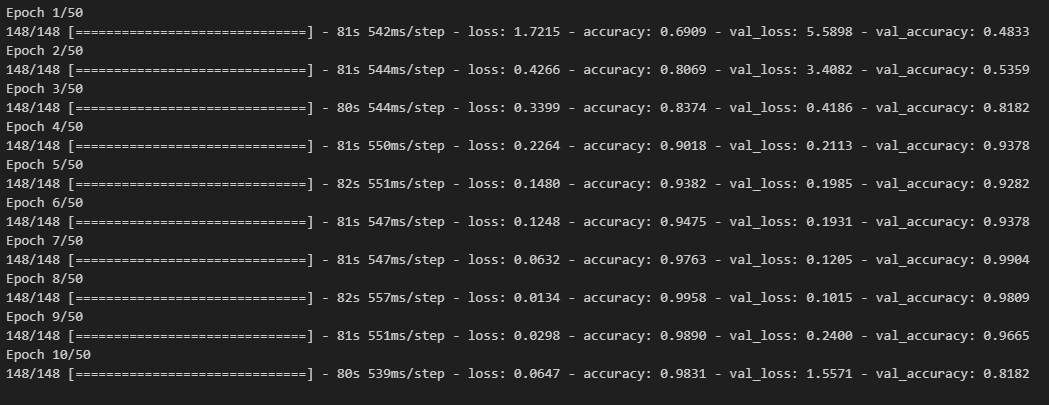 Epoch 1/50
148/148 [==============================] - 81s 542ms/step - loss: 1.7215 - accuracy: 0.6909 - val_loss: 5.5898 - val_accuracy: 0.4833
Epoch 2/50
148/148 [==============================] - 81s 544ms/step - loss: 0.4266 - accuracy: 0.8069 - val_loss: 3.4082 - val_accuracy: 0.5359
Epoch 3/50
148/148 [==============================] - 80s 544ms/step - loss: 0.3399 - accuracy: 0.8374 - val_loss: 0.4186 - val_accuracy: 0.8182
Epoch 4/50
148/148 [==============================] - 81s 550ms/step - loss: 0.2264 - accuracy: 0.9018 - val_loss: 0.2113 - val_accuracy: 0.9378
Epoch 5/50
148/148 [==============================] - 82s 551ms/step - loss: 0.1480 - accuracy: 0.9382 - val_loss: 0.1985 - val_accuracy: 0.9282
Epoch 6/50
148/148 [==============================] - 81s 547ms/step - loss: 0.1248 - accuracy: 0.9475 - val_loss: 0.1931 - val_accuracy: 0.9378
Epoch 7/50
148/148 [==============================] - 81s 547ms/step - loss: 0.0632 - accuracy: 0.9763 - val_loss: 0.1205 - val_accuracy: 0.9904
Epoch 8/50
148/148 [==============================] - 82s 557ms/step - loss: 0.0134 - accuracy: 0.9958 - val_loss: 0.1015 - val_accuracy: 0.9809
Epoch 9/50
148/148 [==============================] - 81s 551ms/step - loss: 0.0298 - accuracy: 0.9890 - val_loss: 0.2400 - val_accuracy: 0.9665
Epoch 10/50
148/148 [==============================] - 80s 539ms/step - loss: 0.0647 - accuracy: 0.9831 - val_loss: 1.5571 - val_accuracy: 0.8182